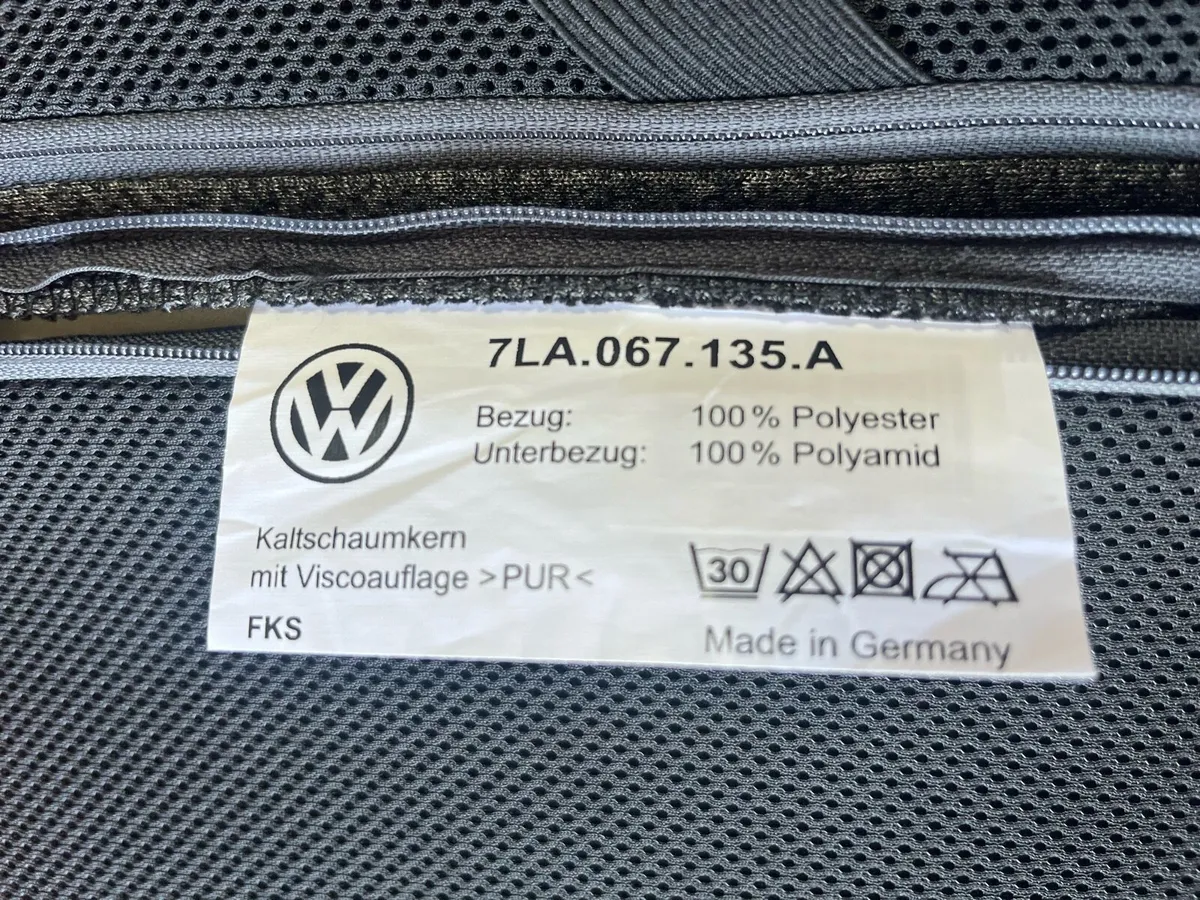 7LA.067.135.A
Bezug: 100% Polyester
Unterbezug: 100% Polyamid
Kaltschaumkern
mit Viscoauflage >PUR<
FKS
30
Made in Germany